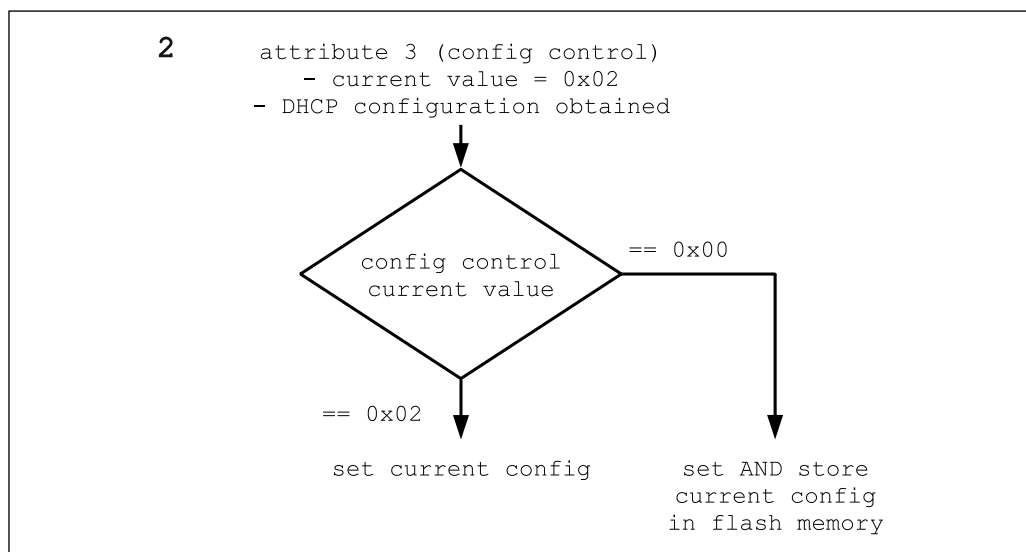 2
attribute 3 (config control)
- current value = 0x02
- DHCP configuration obtained
config control
current value
== 0x00
== 0x02
set current config
set AND store
current config
in flash memory